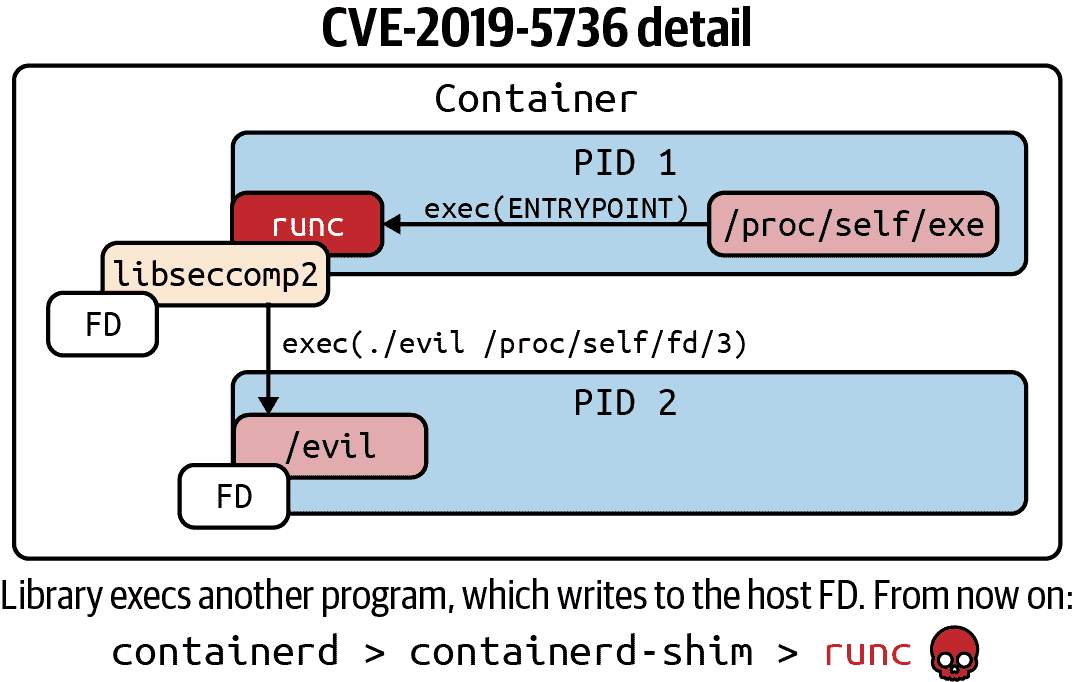 CVE-2019-5736 detail
Container
PID 1
runc
exec(ENTRYPOINT)
/proc/self/exe
libseccomp2
FD
exec(./evil /proc/self/fd/3)
PID 2
/evil
FD
Library execs another program, which writes to the host FD. From now on:
containerd > containerd-shim > runc